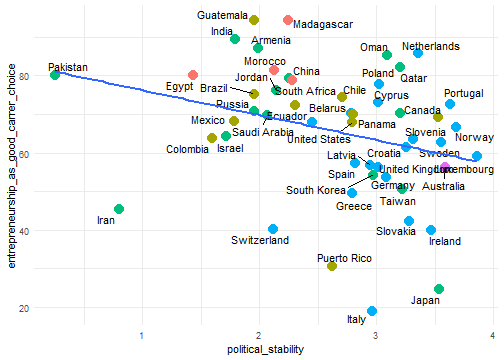 Guatemala
Madagascar
India
Armenia
Oman
Netherlands
Morocco
Pakistan
China
Poland
Qatar
Jordan
Egypt
Brazil
South Africa
Chile
Cyprus
Portugal
Russia
Belarus
Canada
Mexico
Ecuador
Panama
Saudi Arabia
United States
Slovenia
Norway
Colombia
Israel
Latvia
Croatia
Sweden
Spain
United Kingdom
Luxembourg
South Korea
Germany
Australia
Greece
Taiwan
Iran
Switzerland
Slovakia
Ireland
Puerto Rico
Japan
Italy
80
60
40
20
1
2
3
4
political_stability
entrepreneurship_as_good_carrer_choice